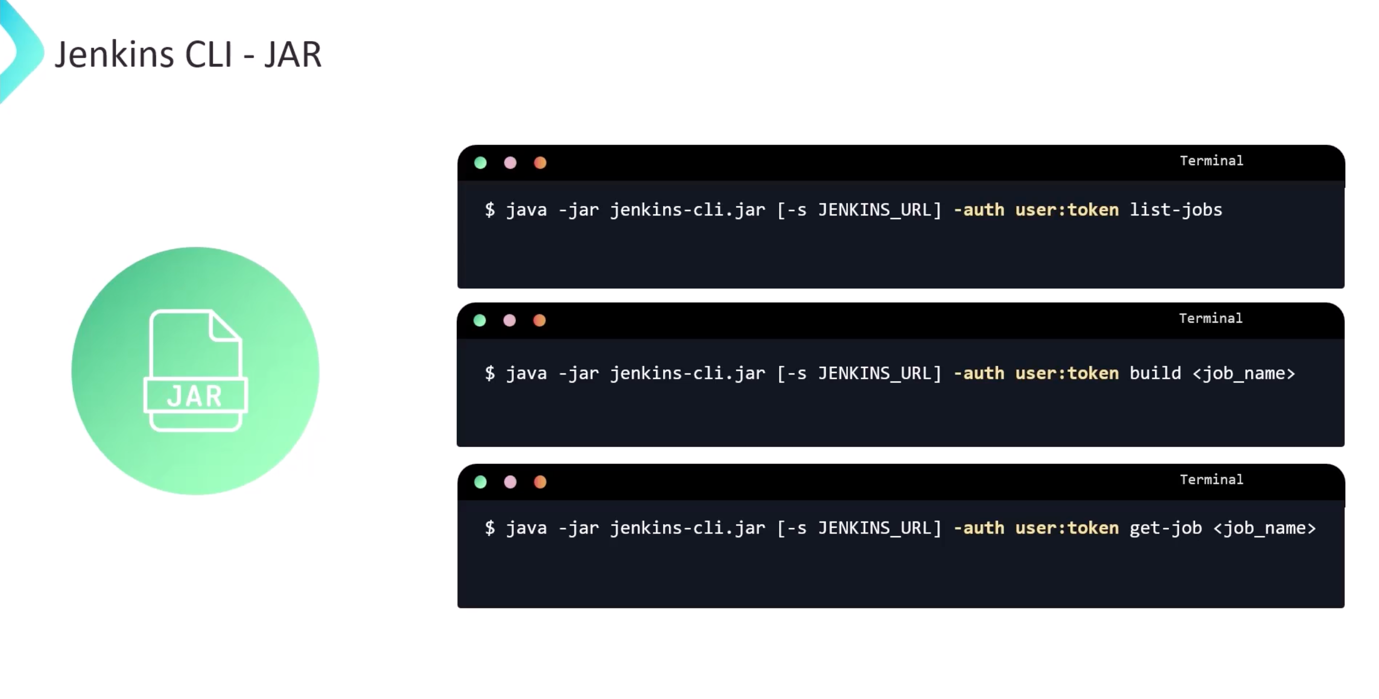 Jenkins CLI - JAR
Terminal
$ java -jar jenkins-cli.jar [-s JENKINS_URL] -auth user:token list-jobs
JAR
Terminal
$ java -jar jenkins-cli.jar [-s JENKINS_URL] -auth user:token build <job_name>
Terminal
$ java -jar jenkins-cli.jar [-s JENKINS_URL] -auth user:token get-job <job_name>